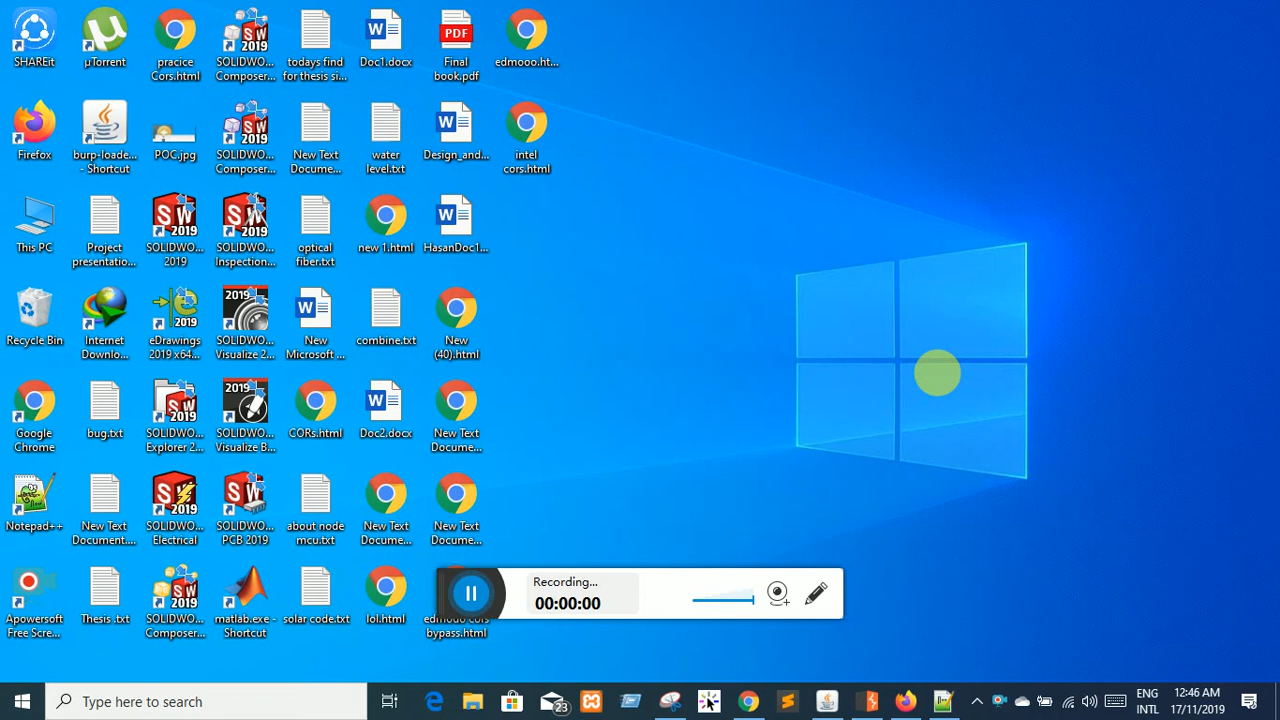 SHAREit
µTorrent
pracice
Cors.html
SOLIDWO...
Composer...
todays find
for thesis si...
Doc1.docx
Final
book.pdf
edmooo.ht...
Firefox
burp-loade...
- Shortcut
POC.jpg
SOLIDWO...
Composer...
New Text
Docume...
water
level.txt
Design_and...
intel
cors.html
This PC
Project
presentatio...
SOLIDWO...
2019
SOLIDWO...
Inspection...
optical
fiber.txt
new 1.html
HasanDoc1...
Recycle Bin
Internet
Downlo...
eDrawings
2019 x64...
SOLIDWO...
Visualize 2...
New
Microsoft ...
combine.txt
New
(40).html
Google
Chrome
bug.txt
SOLIDWO...
Explorer 2...
SOLIDWO...
Visualize B...
CORs.html
Doc2.docx
New Text
Docume...
Notepad++
New Text
Document....
SOLIDWO...
Electrical
SOLIDWO...
PCB 2019
about node
mcu.txt
New Text
Docume...
New Text
Docume...
Apowersoft
Free Scre...
Thesis .txt
SOLIDWO...
Composer...
matlab.exe -
Shortcut
solar code.txt
lol.html
edmodo cors
bypass.html
Recording...
00:00:00
Type here to search
23
ENG
INTL
12:46 AM
17/11/2019